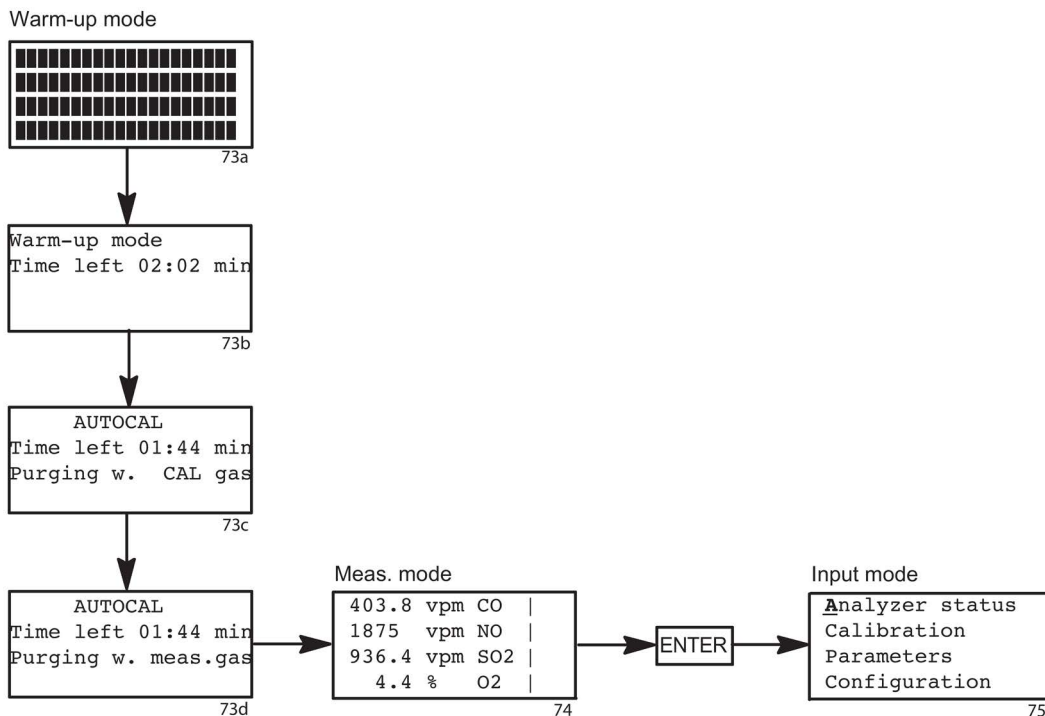 Warm-up mode
73a
Warm-up mode
Time left 02:02 min
73b
AUTOCAL
Time left 01:44 min
Purging w. CAL gas
73c
AUTOCAL
Time left 01:44 min
Purging w. meas.gas
73d
Meas. mode
403.8 vpm CO |
1875 vpm NO |
936.4 vpm SO2 |
4.4 % O2 |
74
ENTER
Input mode
Analyzer status
Calibration
Parameters
Configuration
75